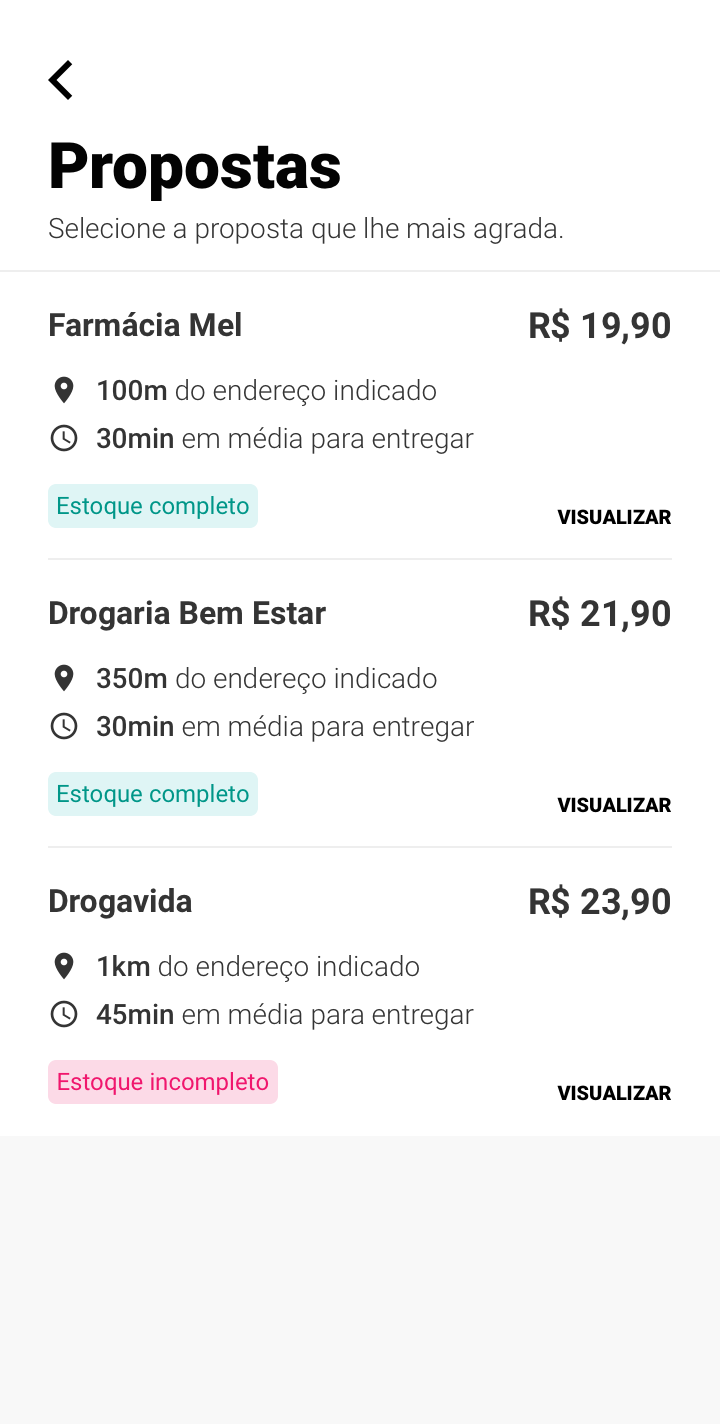 Propostas
Selecione a proposta que lhe mais agrada.
Farmácia Mel R$ 19,90
100m do endereço indicado
30min em média para entregar
Estoque completo
VISUALIZAR
Drogaria Bem Estar R$ 21,90
350m do endereço indicado
30min em média para entregar
Estoque completo
VISUALIZAR
Drogavida R$ 23,90
1km do endereço indicado
45min em média para entregar
Estoque incompleto
VISUALIZAR